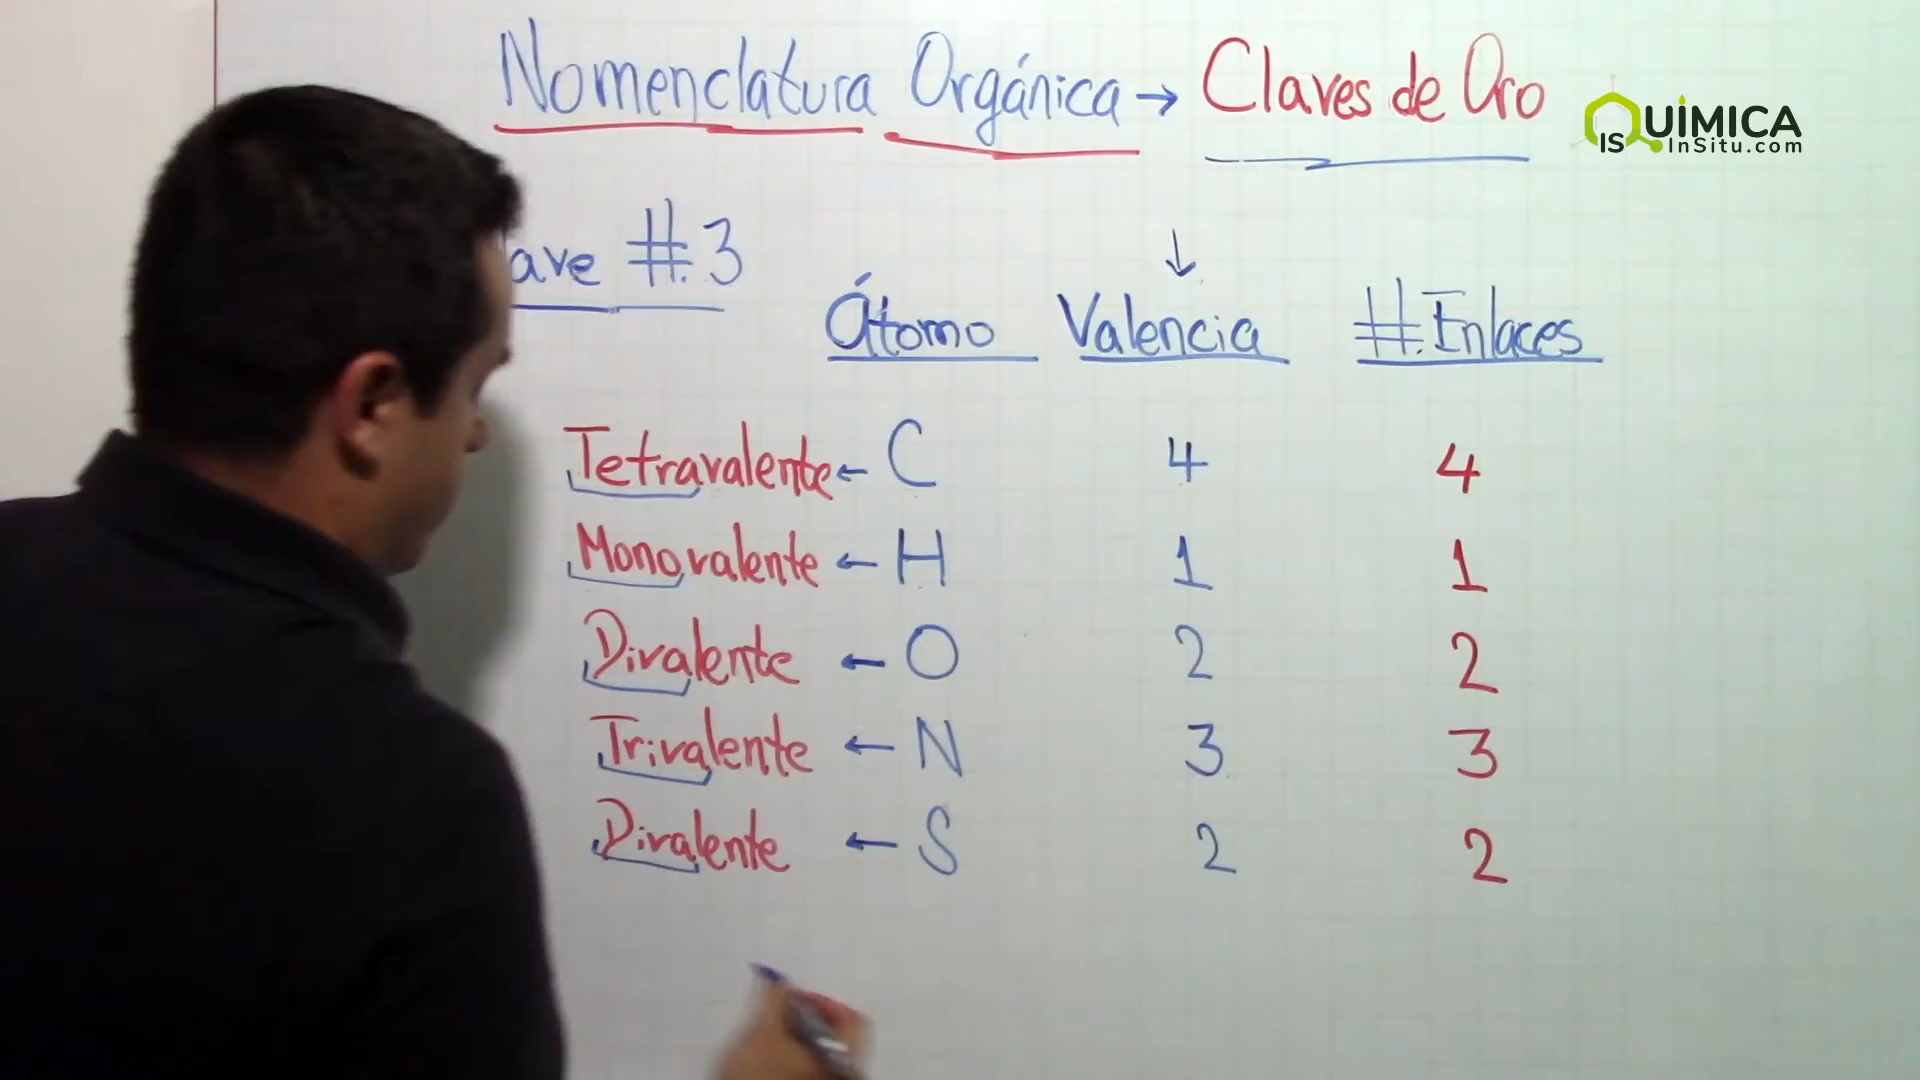 Nomenclatura Orgánica → Claves de Oro
QUIMICA
IS InSitu.com
ave #3
↓
Átomo Valencia # Enlaces
Tetravalente ← C 4 4
Monovalente ← H 1 1
Divalente ← O 2 2
Trivalente ← N 3 3
Divalente ← S 2 2